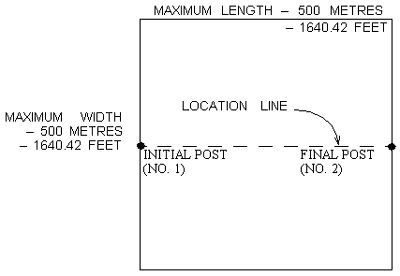 MAXIMUM LENGTH – 500 METRES
– 1640.42 FEET
LOCATION LINE
MAXIMUM WIDTH
– 500 METRES
– 1640.42 FEET
INITIAL POST
(NO. 1)
FINAL POST
(NO. 2)